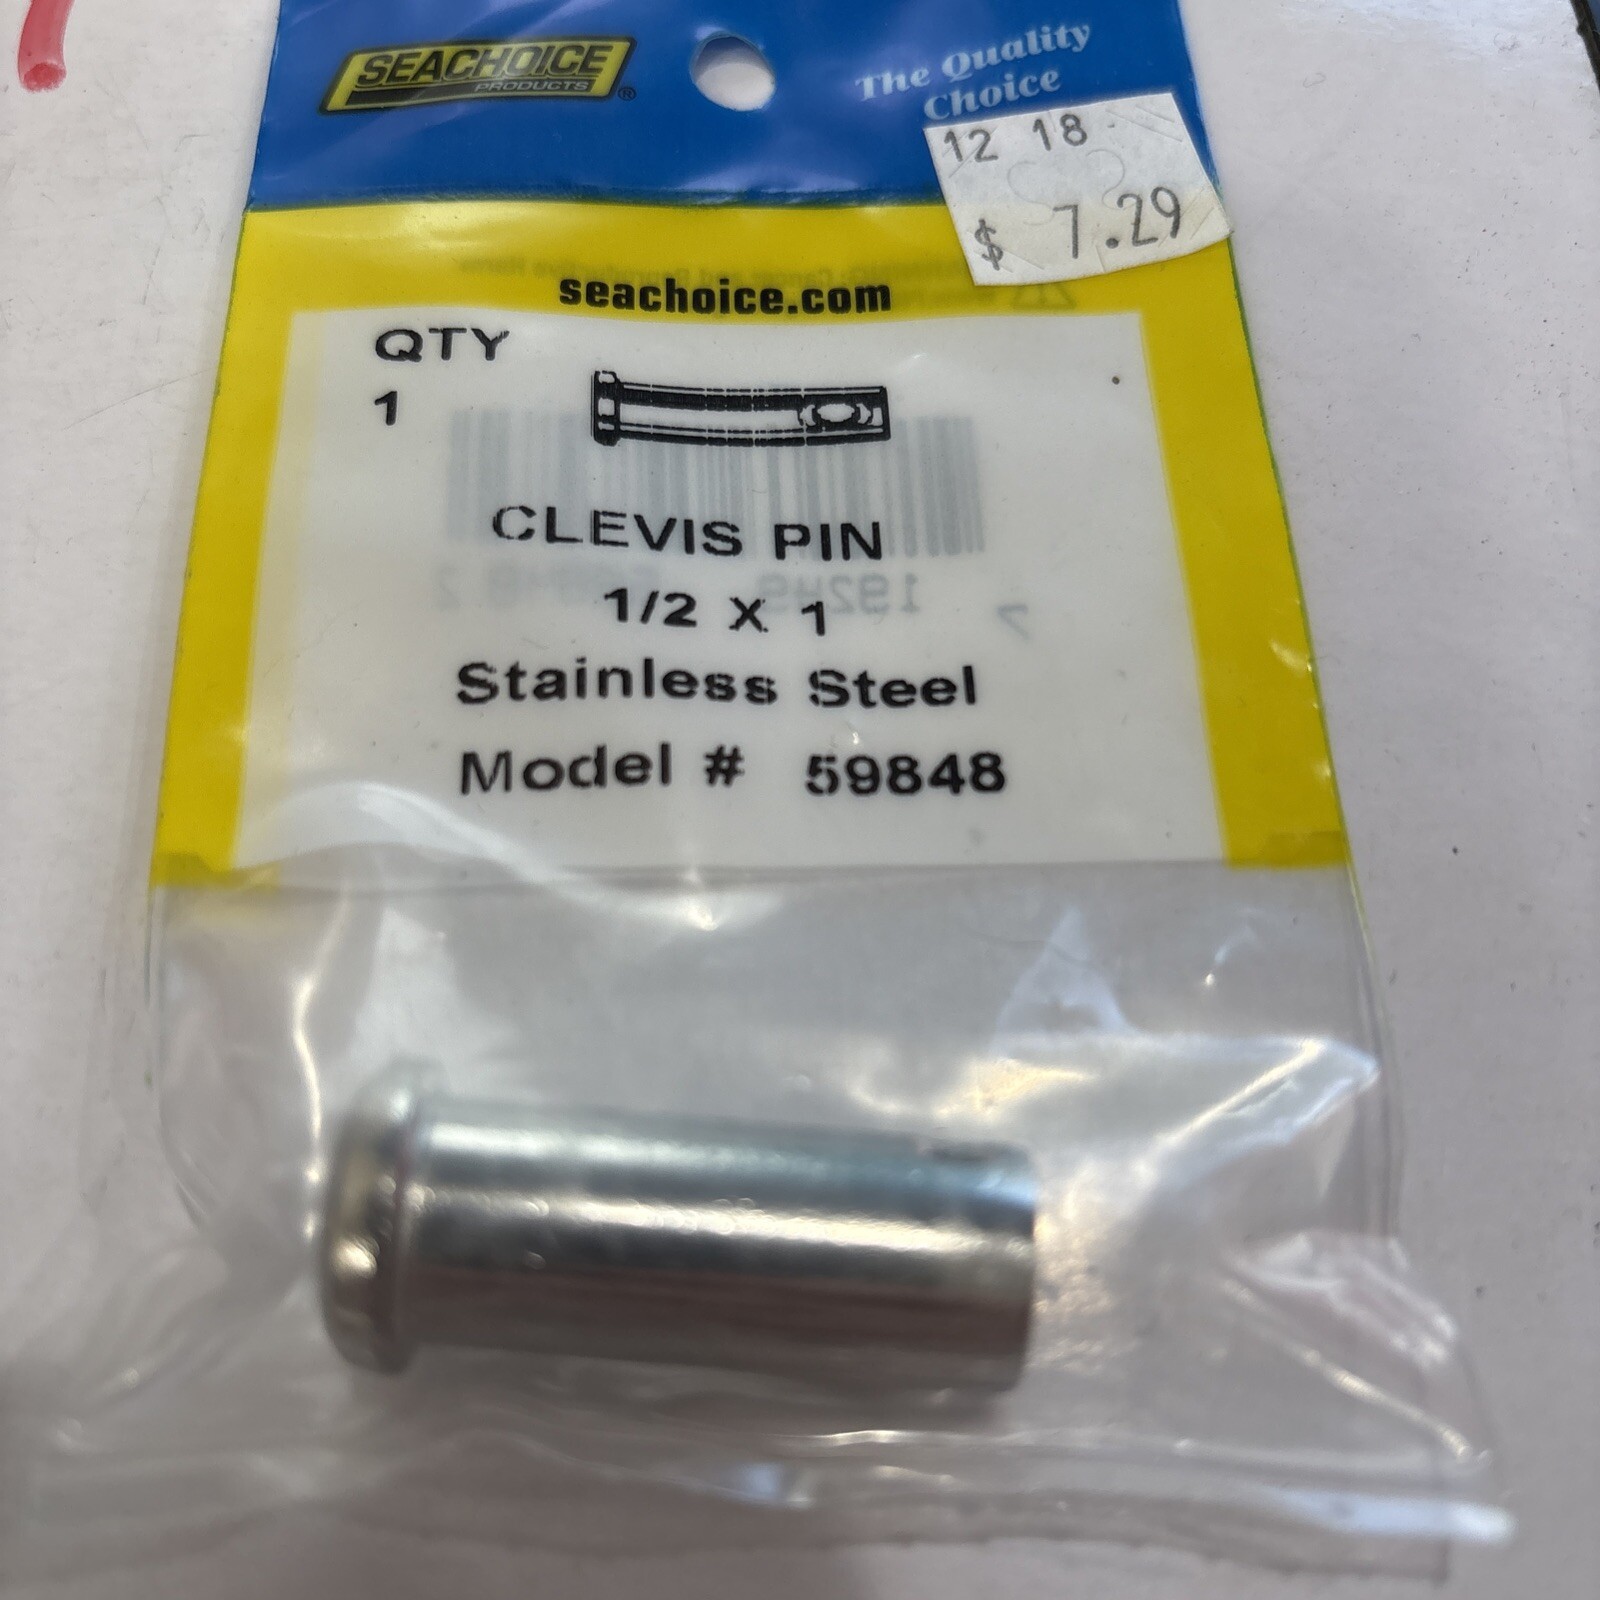 SEACHOICE
PRODUCTS ®
The Quality
Choice
12 18
$ 7.29
seachoice.com
QTY
1
CLEVIS PIN
1/2 X 1
Stainless Steel
Model # 59848